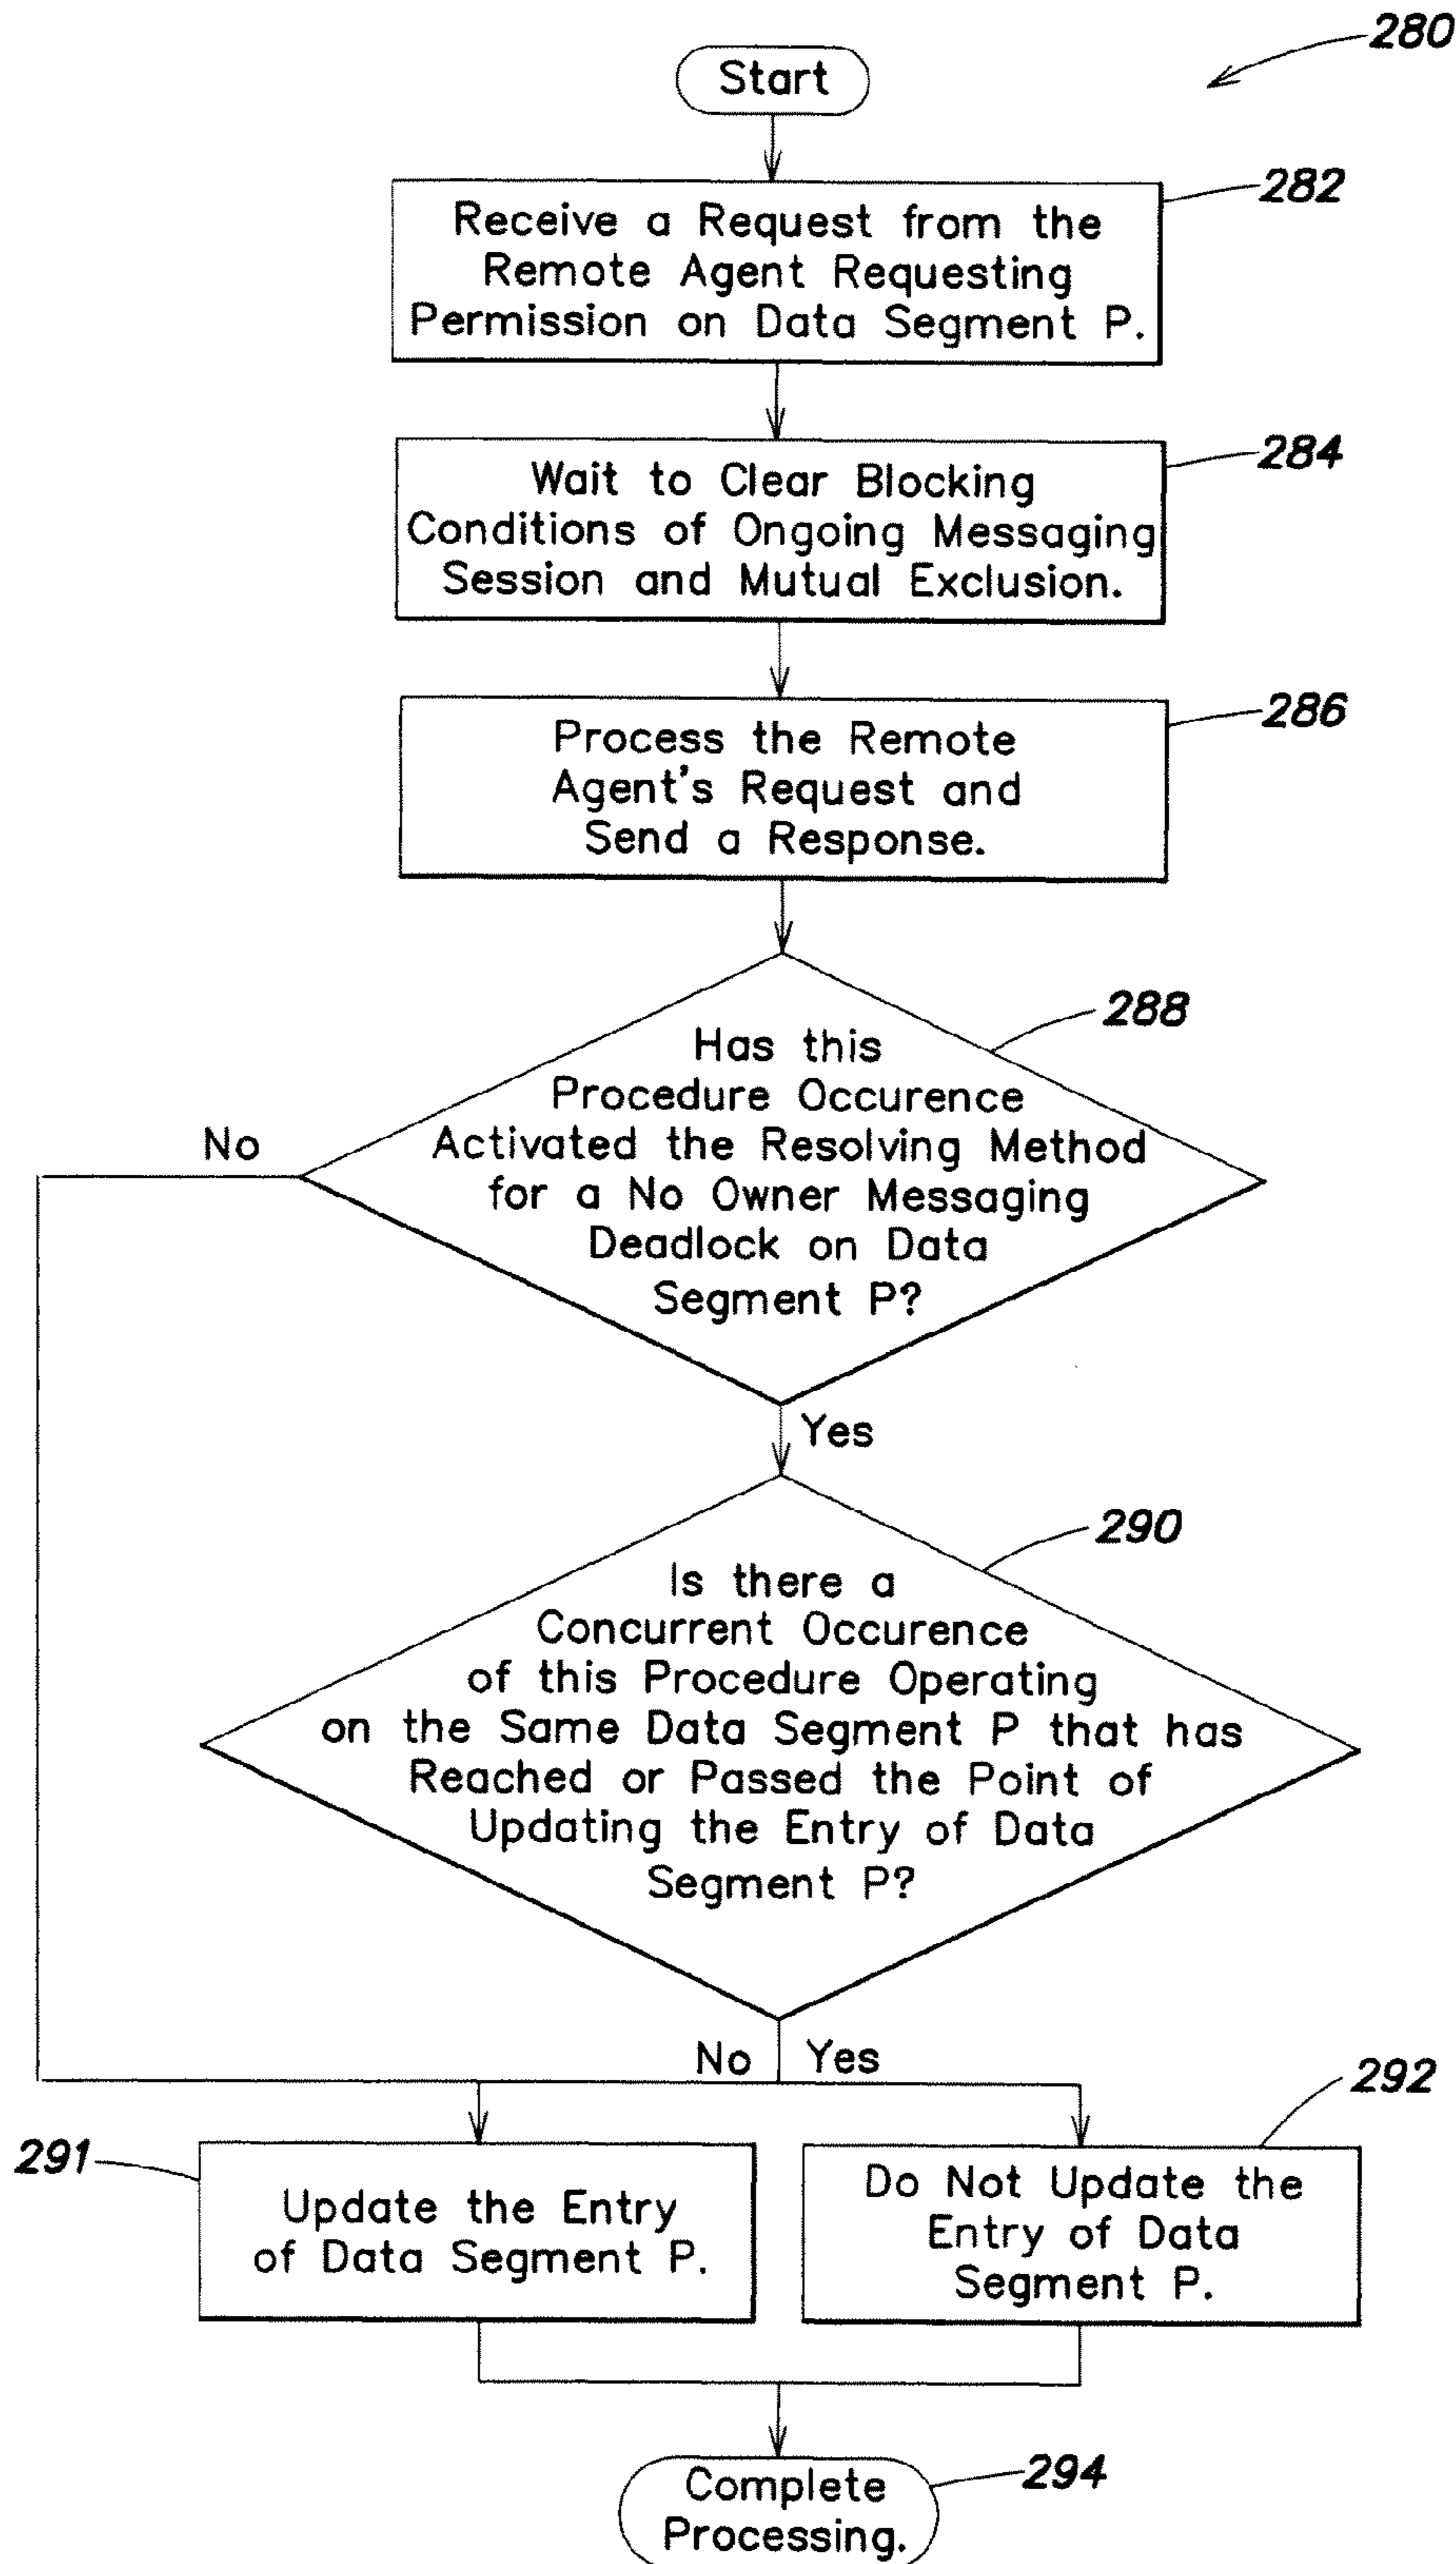 280
Start
282
Receive a Request from the
Remote Agent Requesting
Permission on Data Segment P.
284
Wait to Clear Blocking
Conditions of Ongoing Messaging
Session and Mutual Exclusion.
286
Process the Remote
Agent's Request and
Send a Response.
288
Has this
Procedure Occurence
Activated the Resolving Method
for a No Owner Messaging
Deadlock on Data
Segment P?
No
Yes
290
Is there a
Concurrent Occurence
of this Procedure Operating
on the Same Data Segment P that has
Reached or Passed the Point of
Updating the Entry of Data
Segment P?
No
Yes
291
Update the Entry
of Data Segment P.
292
Do Not Update the
Entry of Data
Segment P.
294
Complete
Processing.